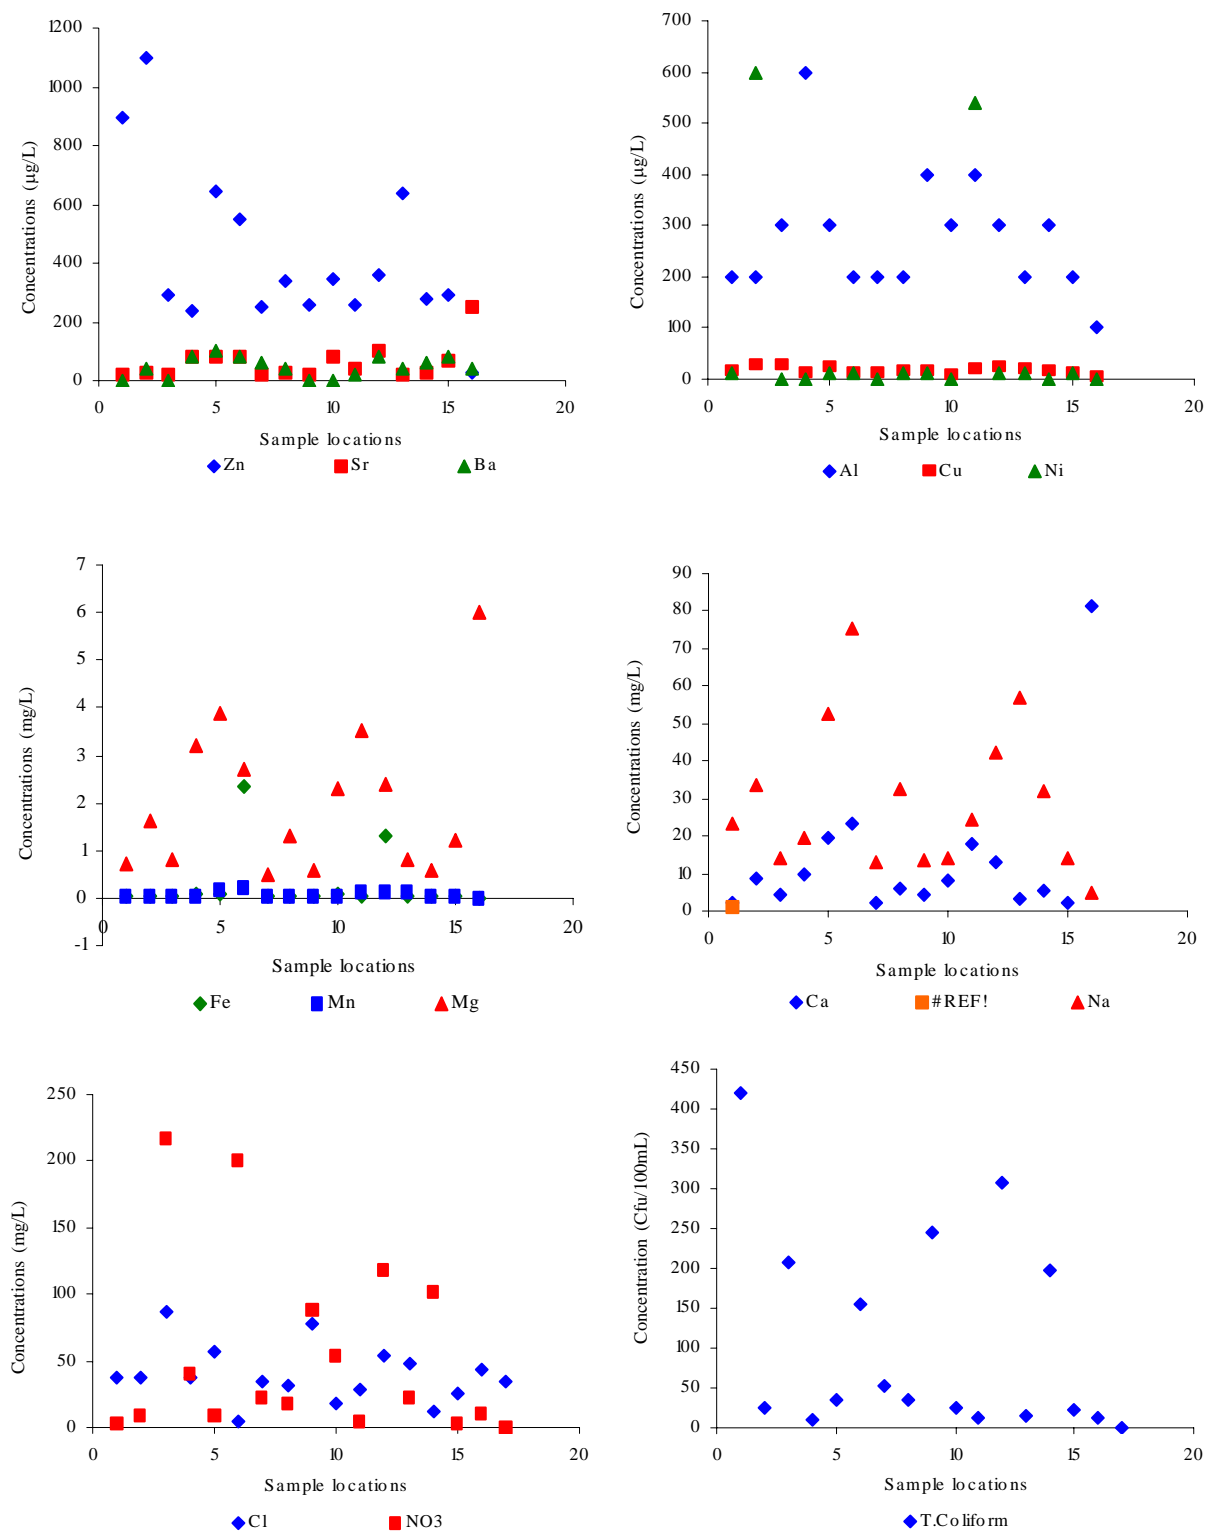 1200
1000
800
600
400
200
0
Concentrations (µg/L)
0 5 10 15 20
Sample locations
Zn Sr Ba
700
600
500
400
300
200
100
0
Concentrations (µg/L)
0 5 10 15 20
Sample locations
Al Cu Ni
7
6
5
4
3
2
1
0
-1
Concentrations (mg/L)
5 10 15 20
Sample locations
Fe Mn Mg
90
80
70
60
50
40
30
20
10
0
Concentrations (mg/L)
0 5 10 15 20
Sample locations
Ca #REF! Na
250
200
150
100
50
0
Concentrations (mg/L)
0 5 10 15 20
Sample locations
Cl NO3
450
400
350
300
250
200
150
100
50
0
Concentration (Cfu/100mL)
0 5 10 15 20
Sample locations
T.Coliform